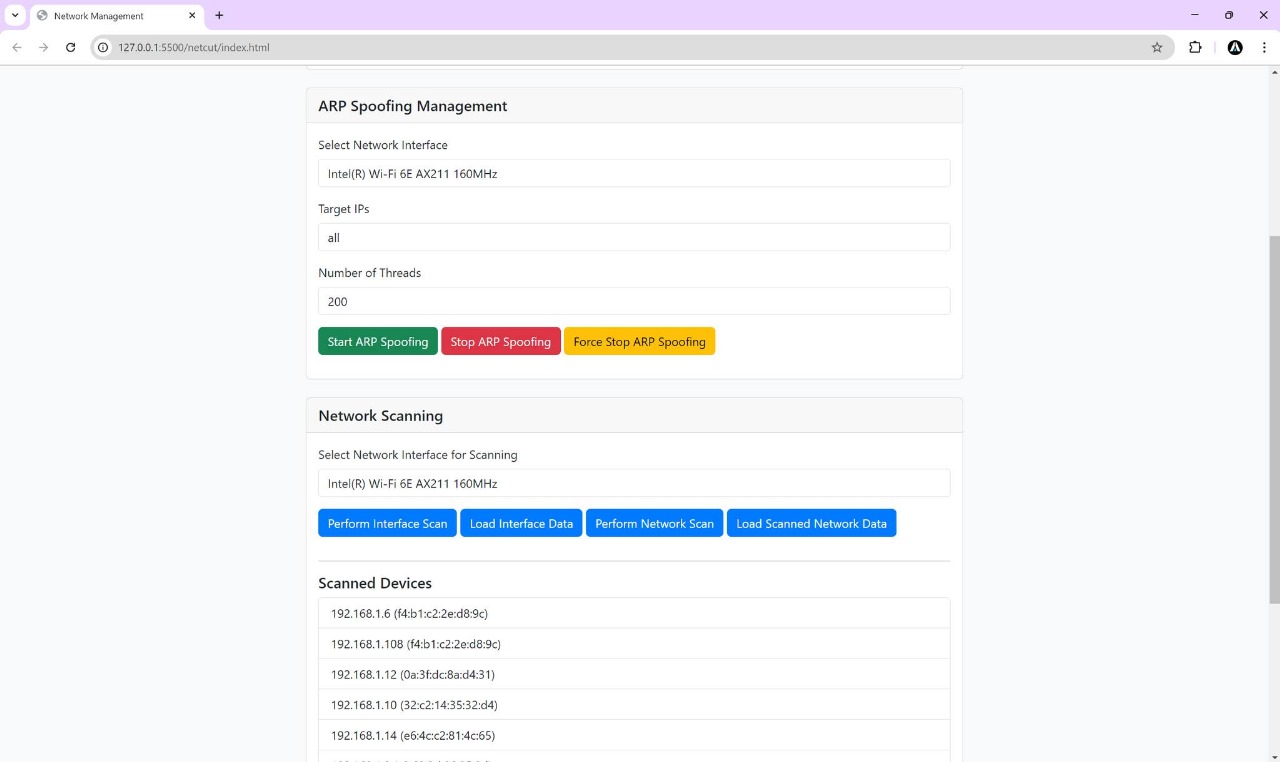 Network Management
127.0.0.1:5500/netcut/index.html
ARP Spoofing Management
Select Network Interface
Intel(R) Wi-Fi 6E AX211 160MHz
Target IPs
all
Number of Threads
200
Start ARP Spoofing Stop ARP Spoofing Force Stop ARP Spoofing
Network Scanning
Select Network Interface for Scanning
Intel(R) Wi-Fi 6E AX211 160MHz
Perform Interface Scan Load Interface Data Perform Network Scan Load Scanned Network Data
Scanned Devices
192.168.1.6 (f4:b1:c2:2e:d8:9c)
192.168.1.108 (f4:b1:c2:2e:d8:9c)
192.168.1.12 (0a:3f:dc:8a:d4:31)
192.168.1.10 (32:c2:14:35:32:d4)
192.168.1.14 (e6:4c:c2:81:4c:65)